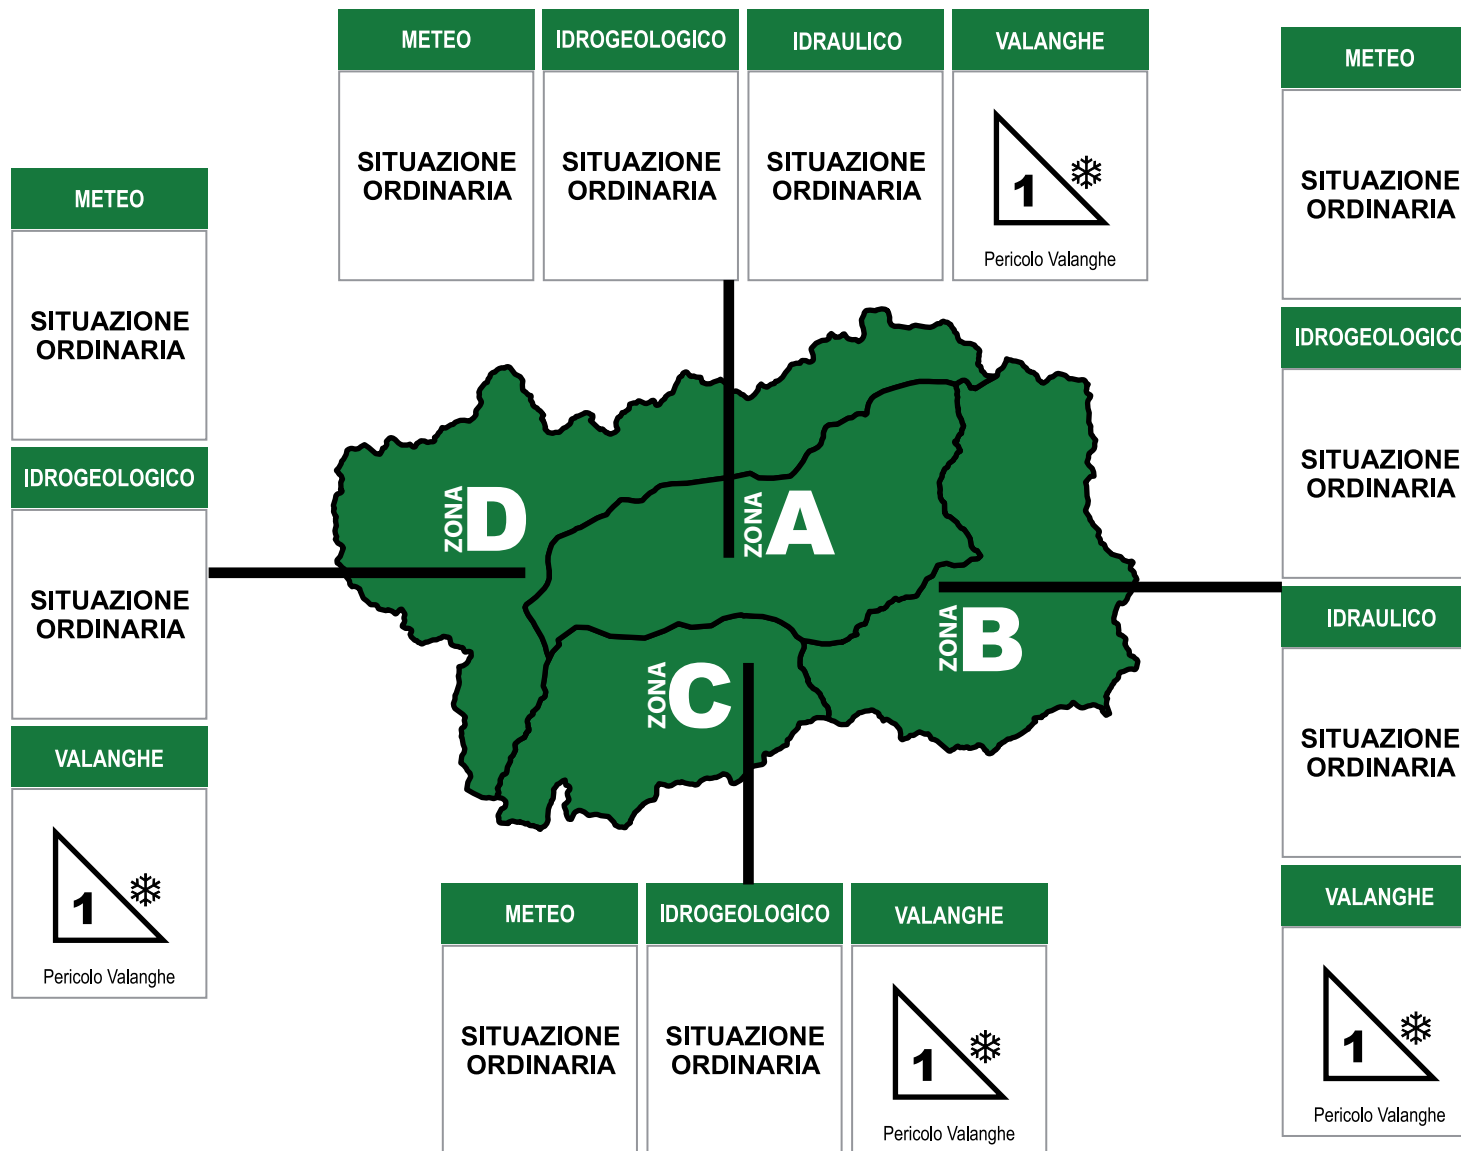 METEO
SITUAZIONE
ORDINARIA
IDROGEOLOGICO
SITUAZIONE
ORDINARIA
IDRAULICO
SITUAZIONE
ORDINARIA
VALANGHE
1
Pericolo Valanghe
METEO
SITUAZIONE
ORDINARIA
IDROGEOLOGICO
SITUAZIONE
ORDINARIA
VALANGHE
1
Pericolo Valanghe
ZONA D
ZONA A
ZONA B
ZONA C
METEO
SITUAZIONE
ORDINARIA
IDROGEOLOGICO
SITUAZIONE
ORDINARIA
IDRAULICO
SITUAZIONE
ORDINARIA
VALANGHE
1
Pericolo Valanghe
METEO
SITUAZIONE
ORDINARIA
IDROGEOLOGICO
SITUAZIONE
ORDINARIA
VALANGHE
1
Pericolo Valanghe